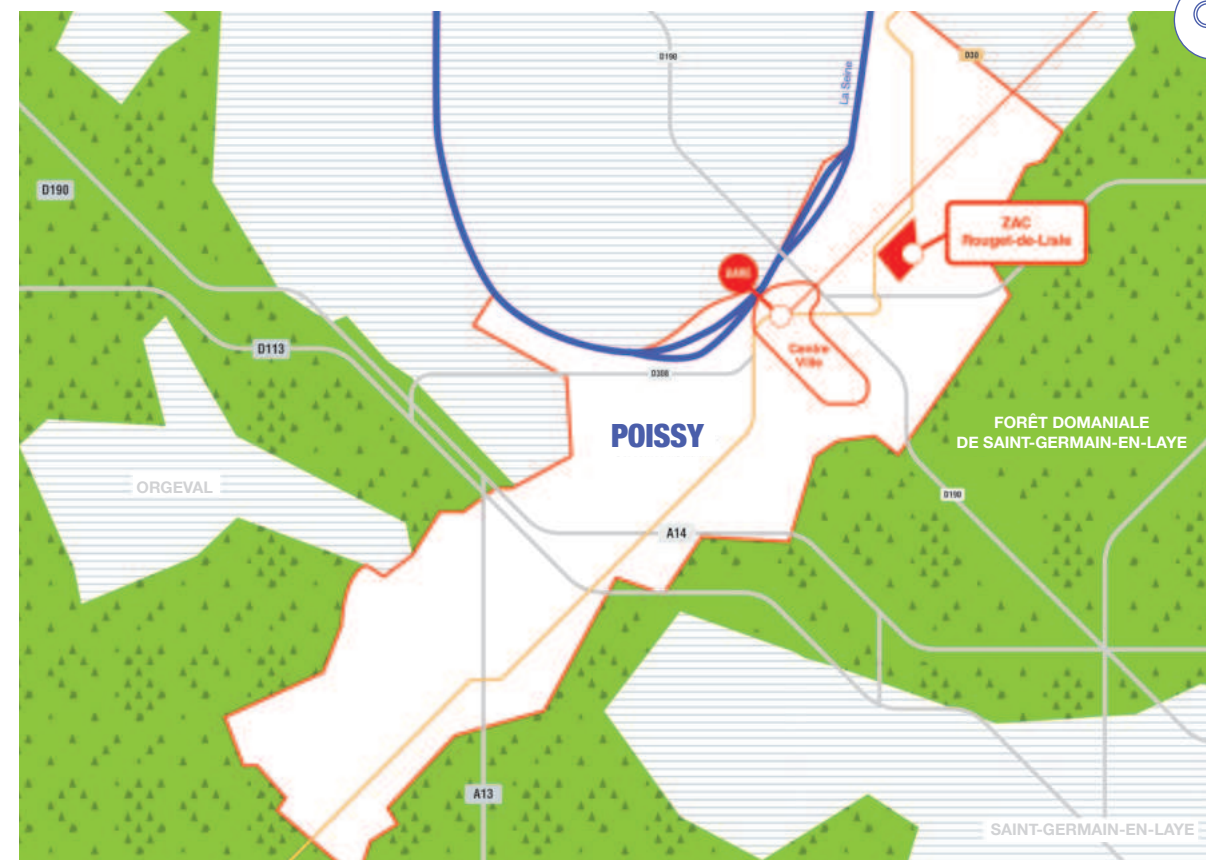 D190
D30
La Seine
D190
ZAC
Rouget-de-Lisle
GARE
D113
Centre
Ville
D308
POISSY
FORÊT DOMANIALE
DE SAINT-GERMAIN-EN-LAYE
ORGEVAL
D190
A14
A13
SAINT-GERMAIN-EN-LAYE